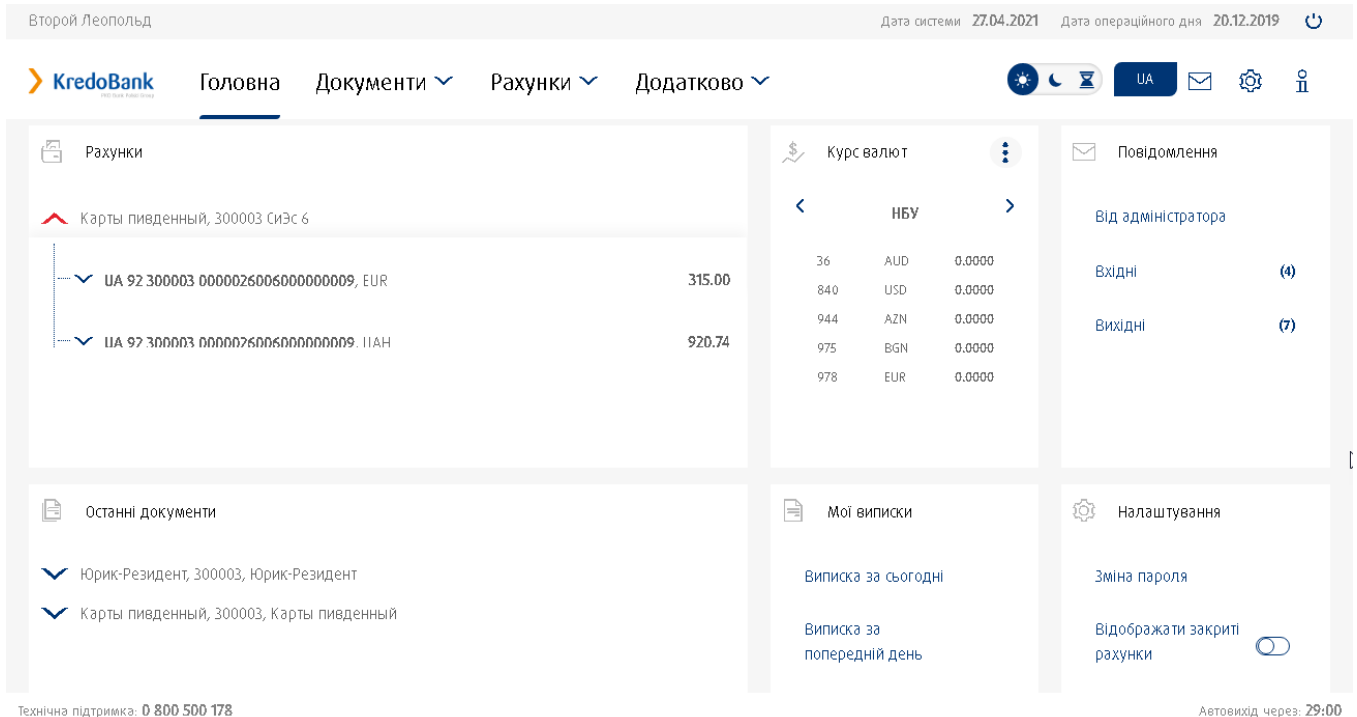 Второй Леопольд
Дата системи 27.04.2021 Дата операційного дня 20.12.2019
KredoBank Головна Документи Рахунки Додатково UA
Рахунки
Карты пивденный, 300003 СиЭс 6
UA 92 300003 0000026006000000009, EUR 315.00
UA 92 300003 0000026006000000009, UAH 920.74
Курс валют
НБУ
36 AUD 0.0000
840 USD 0.0000
944 AZN 0.0000
975 BGN 0.0000
978 EUR 0.0000
Повідомлення
Від адміністратора
Вхідні (4)
Вихідні (7)
Останні документи
Юрик-Резидент, 300003, Юрик-Резидент
Карты пивденный, 300003, Карты пивденный
Мої виписки
Виписка за сьогодні
Виписка за
попередній день
Налаштування
Зміна пароля
Відображати закриті
рахунки
Технічна підтримка: 0 800 500 178
Автовихід через: 29:00